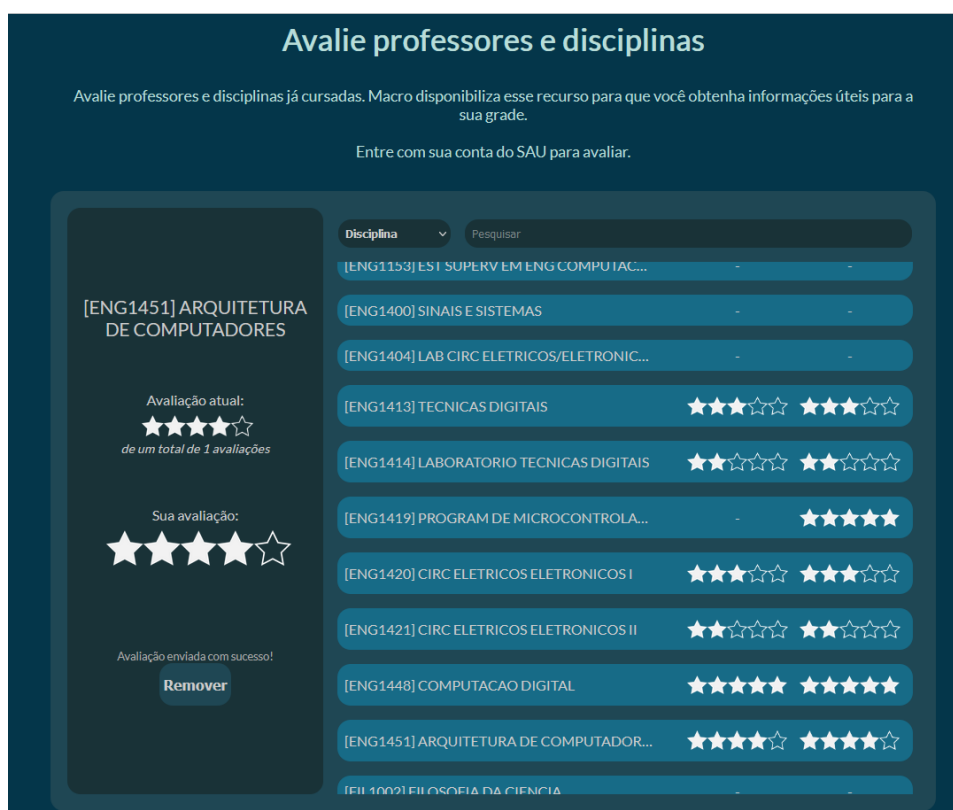 Avalie professores e disciplinas
Avalie professores e disciplinas já cursadas. Macro disponibiliza esse recurso para que você obtenha informações úteis para a
sua grade.
Entre com sua conta do SAU para avaliar.
[ENG1451] ARQUITETURA
DE COMPUTADORES
Avaliação atual:
de um total de 1 avaliações
Sua avaliação:
Avaliação enviada com sucesso!
Remover
Disciplina
Pesquisar
[ENG1153] EST SUPERV EM ENG COMPUTAC... - -
[ENG1400] SINAIS E SISTEMAS - -
[ENG1404] LAB CIRC ELETRICOS/ELETRONIC... - -
[ENG1413] TECNICAS DIGITAIS
[ENG1414] LABORATORIO TECNICAS DIGITAIS
[ENG1419] PROGRAM DE MICROCONTROLA... -
[ENG1420] CIRC ELETRICOS ELETRONICOS I
[ENG1421] CIRC ELETRICOS ELETRONICOS II
[ENG1448] COMPUTACAO DIGITAL
[ENG1451] ARQUITETURA DE COMPUTADOR...
[FIL1002] FILOSOFIA DA CIENCIA - -